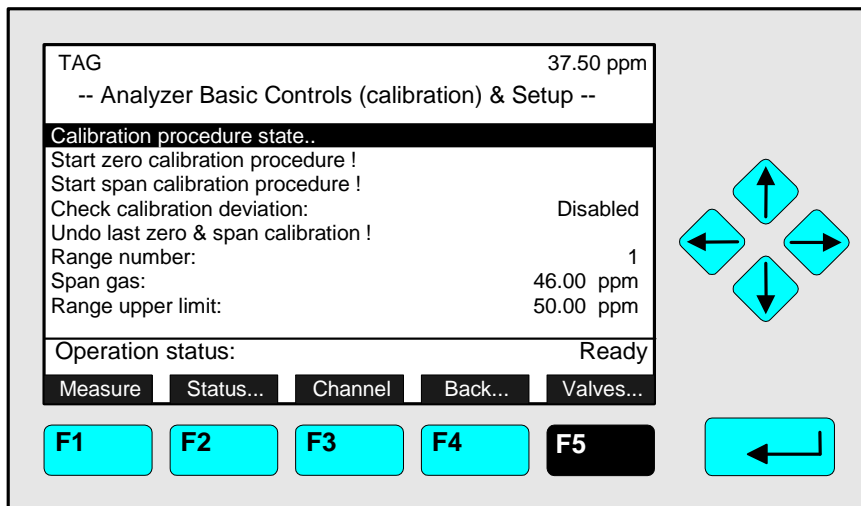 TAG 37.50 ppm
-- Analyzer Basic Controls (calibration) & Setup --
Calibration procedure state..
Start zero calibration procedure !
Start span calibration procedure !
Check calibration deviation: Disabled
Undo last zero & span calibration !
Range number: 1
Span gas: 46.00 ppm
Range upper limit: 50.00 ppm
Operation status: Ready
Measure Status... Channel Back... Valves...
F1 F2 F3 F4 F5